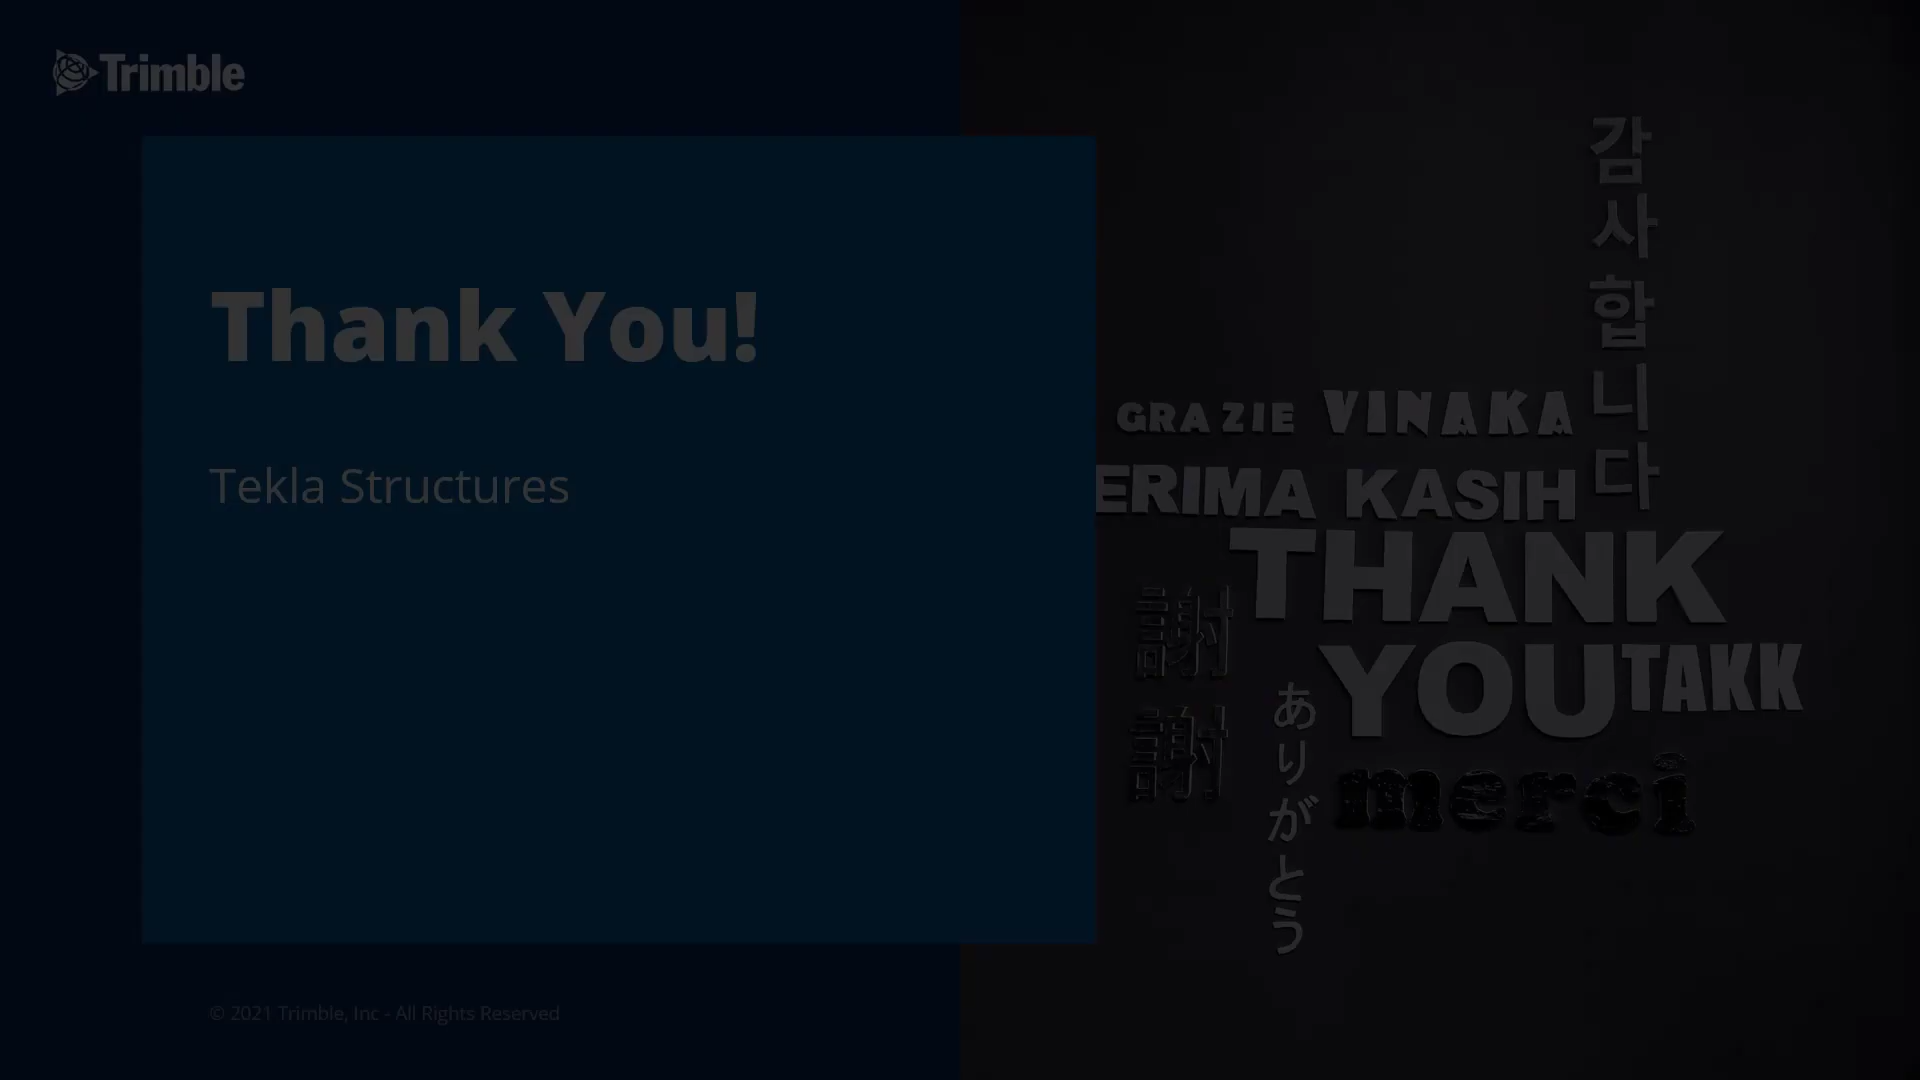 Trimble
Thank You!
Tekla Structures
© 2021 Trimble, Inc - All Rights Reserved
감사합니다
GRAZIE VINAKA
ERIMA KASIH
THANK
YOU
TAKK
謝謝
ありがとう
merci